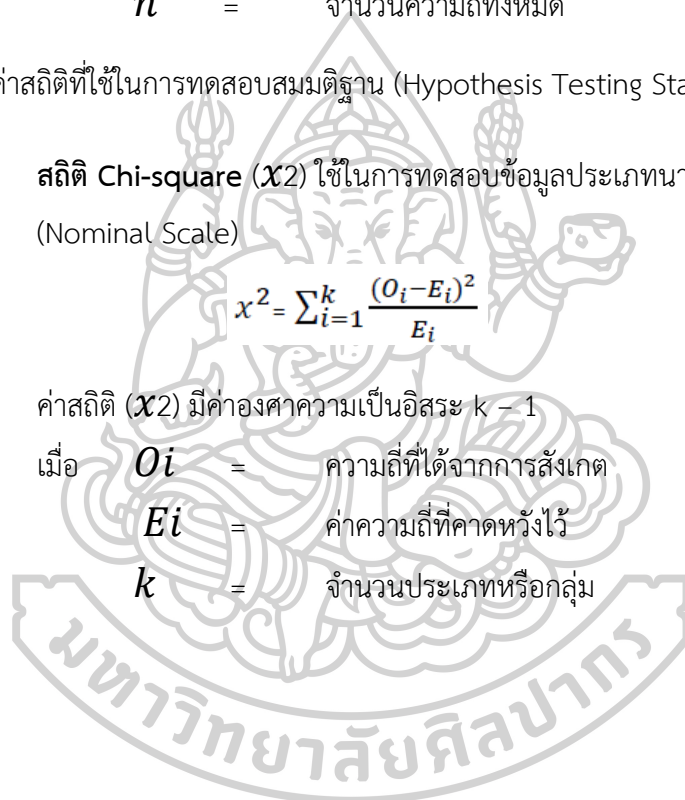 n = จำนวนความถี่ทั้งหมด
ค่าสถิติที่ใช้ในการทดสอบสมมติฐาน (Hypothesis Testing Sta
สถิติ Chi-square (χ2) ใช้ในการทดสอบข้อมูลประเภทนา
(Nominal Scale)
x² = ∑ᵢ₌₁ᵏ (Oᵢ−Eᵢ)² / Eᵢ
ค่าสถิติ (χ2) มีค่าองศาความเป็นอิสระ k – 1
เมื่อ Oi = ความถี่ที่ได้จากการสังเกต
Ei = ค่าความถี่ที่คาดหวังไว้
k = จำนวนประเภทหรือกลุ่ม
มหาวิทยาลัยศิลปากร